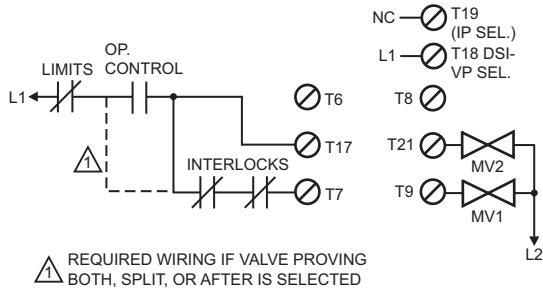 NC
T19
(IP SEL.)
OP.
CONTROL
LIMITS
L1
T18 DSI-
VP SEL.
L1
T6
T8
T17
T21
MV2
1
INTERLOCKS
T7
T9
MV1
L2
1
REQUIRED WIRING IF VALVE PROVING
BOTH, SPLIT, OR AFTER IS SELECTED